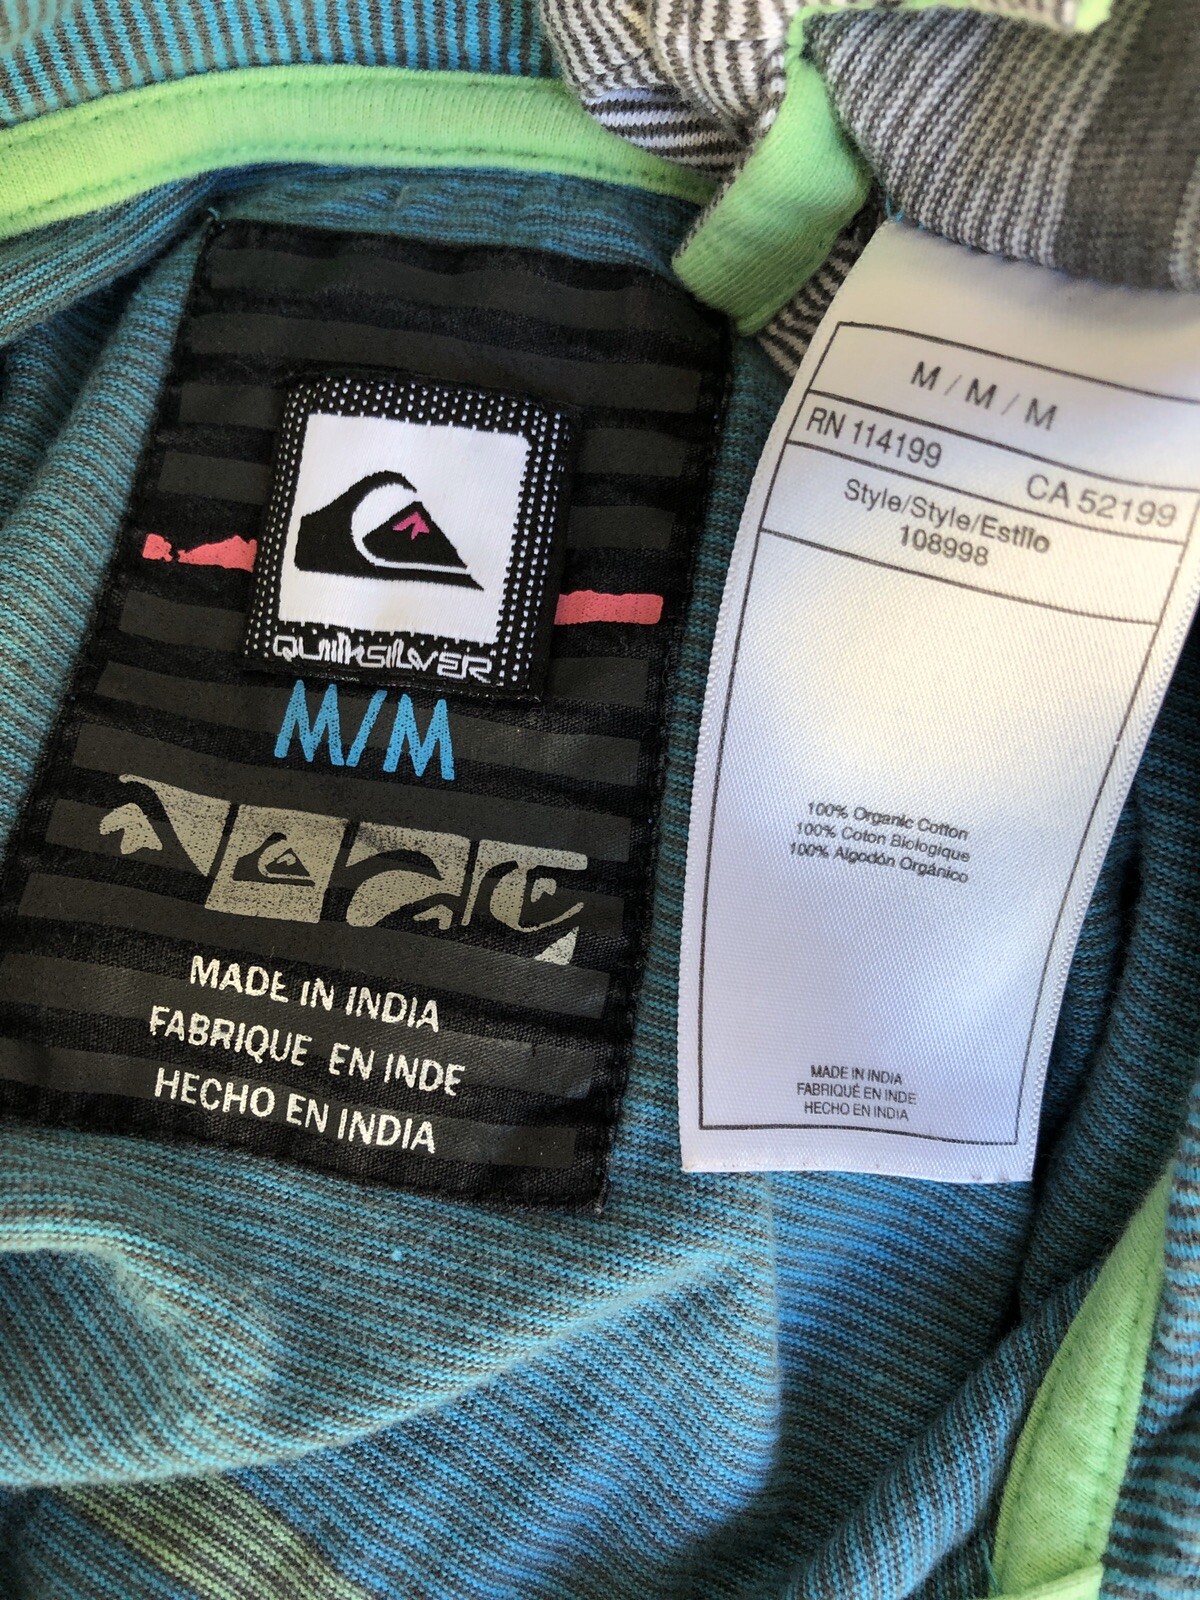 QUIKSILVER
M/M
MADE IN INDIA
FABRIQUE EN INDE
HECHO EN INDIA
M / M / M
RN 114199 CA 52199
Style/Style/Estilo
108998
100% Organic Cotton
100% Coton Biologique
100% Algodón Orgánico
MADE IN INDIA
FABRIQUÉ EN INDE
HECHO EN INDIA